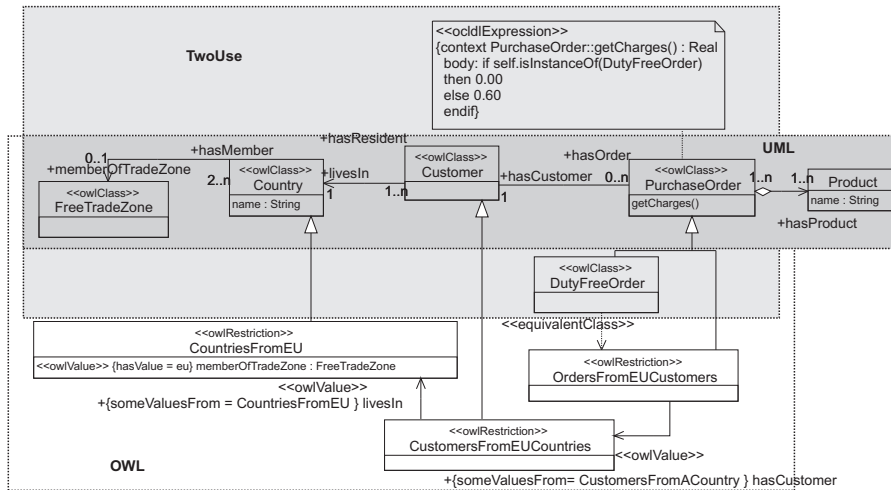 <<ocldlExpression>>
{context PurchaseOrder::getCharges() : Real
body: if self.isInstanceOf(DutyFreeOrder)
then 0.00
else 0.60
endif}
TwoUse
UML
+hasResident
+hasMember
+hasOrder
0..1
+memberOfTradeZone
<<owlClass>>
FreeTradeZone
2..n
<<owlClass>>
Country
name : String
+livesIn
1
1..n
<<owlClass>>
Customer
+hasCustomer
1
0..n
<<owlClass>>
PurchaseOrder
getCharges()
1..n
1..n
Product
name : String
+hasProduct
<<owlClass>>
DutyFreeOrder
<<equivalentClass>>
<<owlRestriction>>
CountriesFromEU
<<owlValue>> {hasValue = eu} memberOfTradeZone : FreeTradeZone
<<owlRestriction>>
OrdersFromEUCustomers
<<owlValue>>
+{someValuesFrom = CountriesFromEU } livesIn
<<owlRestriction>>
CustomersFromEUCountries
<<owlValue>>
+{someValuesFrom= CustomersFromACountry } hasCustomer
OWL